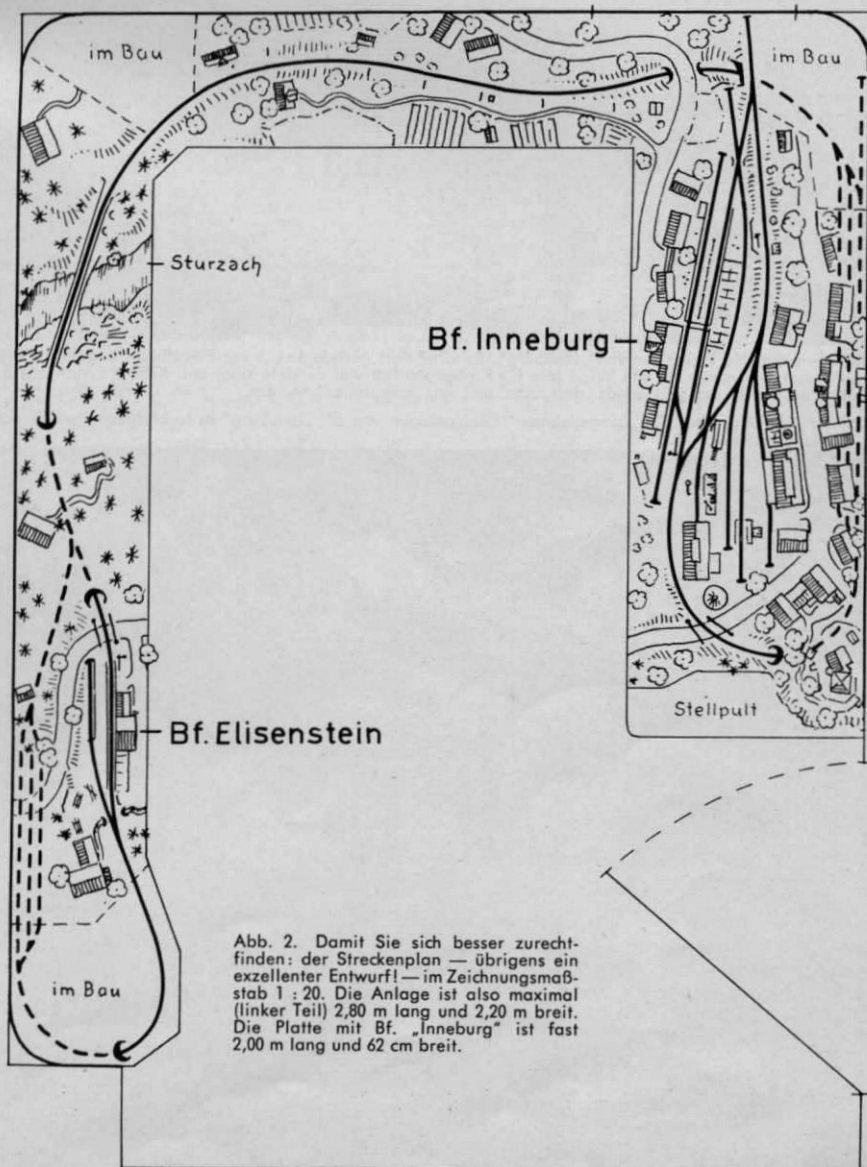 im Bau
im Bau
Sturzach
Bf. Inneburg
Bf. Elisenstein
Stellpult
im Bau
Abb. 2. Damit Sie sich besser zurecht-
finden: der Streckenplan — übrigens ein
exzellenter Entwurf! — im Zeichnungsmaß-
stab 1 : 20. Die Anlage ist also maximal
(linker Teil) 2,80 m lang und 2,20 m breit.
Die Platte mit Bf. „Inneburg" ist fast
2,00 m lang und 62 cm breit.